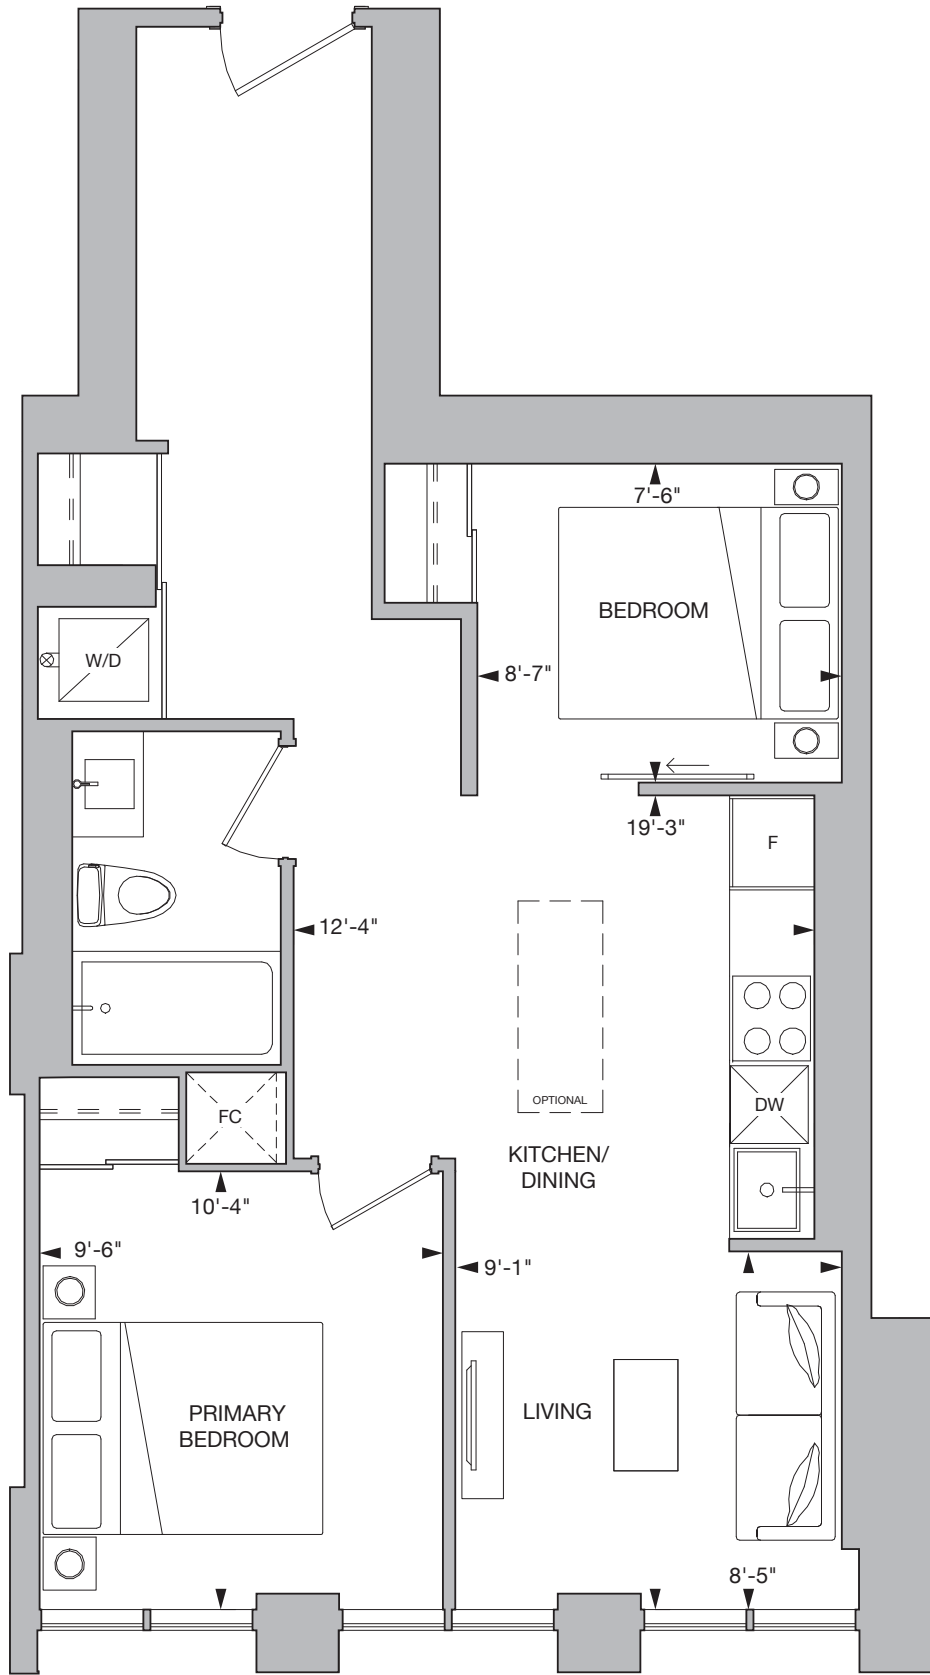 7'-6"
BEDROOM
W/D
8'-7"
19'-3"
F
12'-4"
OPTIONAL
DW
FC
KITCHEN/
DINING
10'-4"
9'-6"
9'-1"
PRIMARY
BEDROOM
LIVING
8'-5"